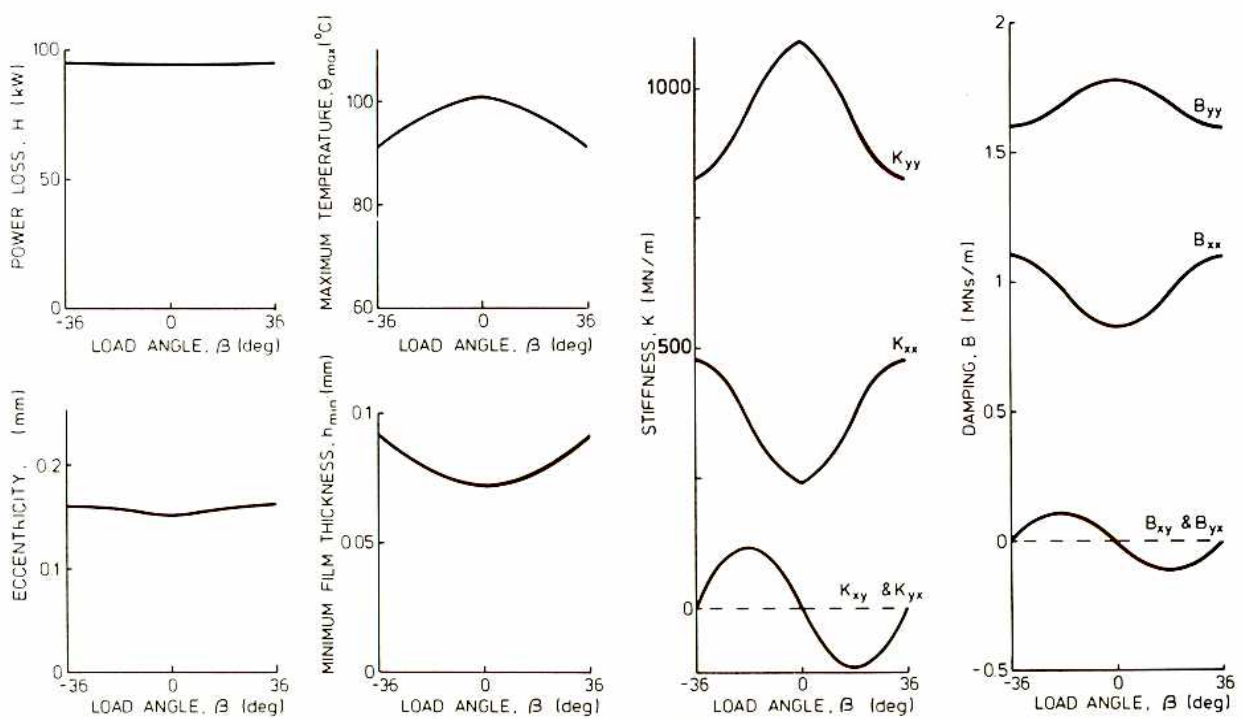 POWER LOSS, H (kW)
100
50
0
-36
0
36
LOAD ANGLE, β (deg)
MAXIMUM TEMPERATURE, θmax (°C)
100
80
60
-36
0
36
LOAD ANGLE, β (deg)
ECCENTRICITY, (mm)
0.2
0.1
0
-36
0
36
LOAD ANGLE, β (deg)
MINIMUM FILM THICKNESS, hmin (mm)
0.1
0.05
0
-36
0
36
LOAD ANGLE, β (deg)
STIFFNESS, K (MN/m)
1000
500
0
Kyy
Kxx
Kxy & Kyx
-36
0
36
LOAD ANGLE, β (deg)
DAMPING, B (MNs/m)
2
1.5
1
0.5
0
-0.5
Byy
Bxx
Bxy & Byx
-36
0
36
LOAD ANGLE, β (deg)